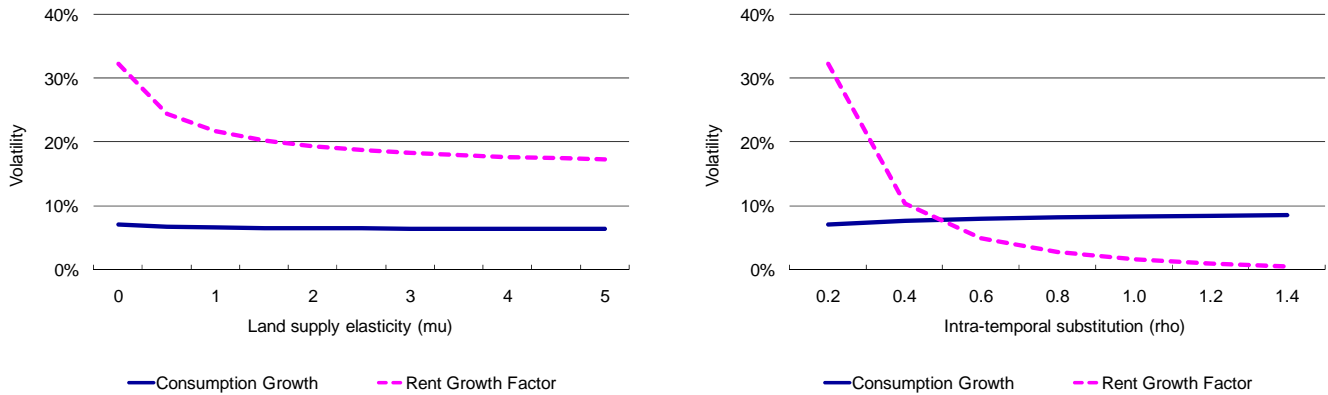 40%
30%
20%
10%
0%
Volatility
0 1 2 3 4 5
Land supply elasticity (mu)
Consumption Growth Rent Growth Factor
40%
30%
20%
10%
0%
Volatility
0.2 0.4 0.6 0.8 1.0 1.2 1.4
Intra-temporal substitution (rho)
Consumption Growth Rent Growth Factor